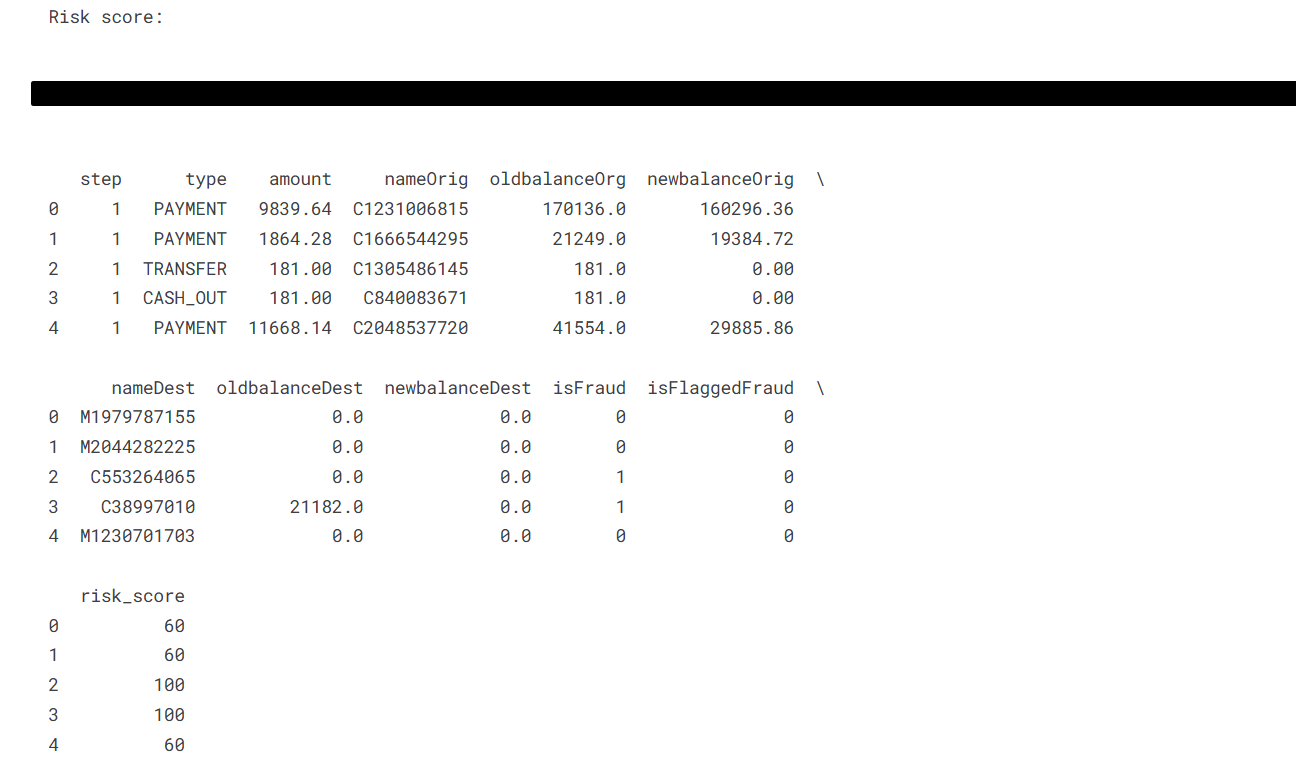 Risk score:
step type amount nameOrig oldbalanceOrg newbalanceOrig \
0 1 PAYMENT 9839.64 C1231006815 170136.0 160296.36
1 1 PAYMENT 1864.28 C1666544295 21249.0 19384.72
2 1 TRANSFER 181.00 C1305486145 181.0 0.00
3 1 CASH_OUT 181.00 C840083671 181.0 0.00
4 1 PAYMENT 11668.14 C2048537720 41554.0 29885.86
nameDest oldbalanceDest newbalanceDest isFraud isFlaggedFraud \
0 M1979787155 0.0 0.0 0 0
1 M2044282225 0.0 0.0 0 0
2 C553264065 0.0 0.0 1 0
3 C38997010 21182.0 0.0 1 0
4 M1230701703 0.0 0.0 0 0
risk_score
0 60
1 60
2 100
3 100
4 60